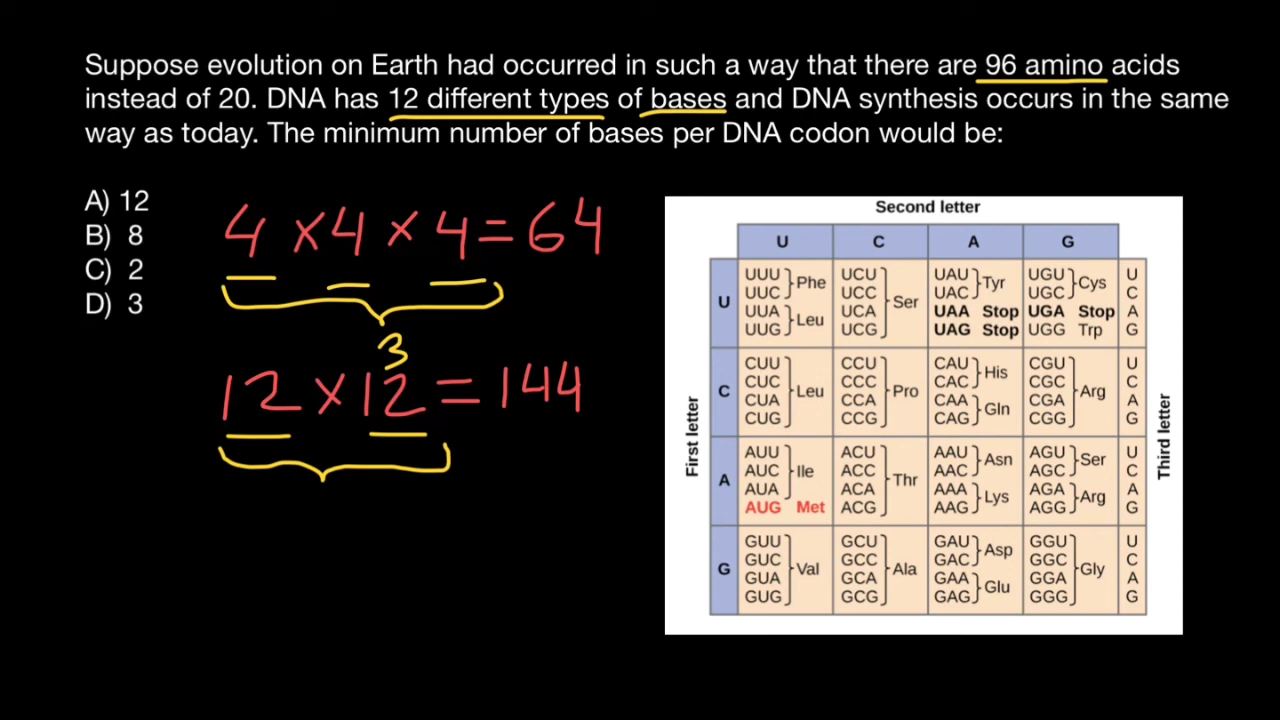 Suppose evolution on Earth had occurred in such a way that there are 96 amino acids
instead of 20. DNA has 12 different types of bases and DNA synthesis occurs in the same
way as today. The minimum number of bases per DNA codon would be:
A) 12
B) 8
C) 2
D) 3
4 × 4 × 4 = 64
3
12 × 12 = 144
Second letter
U C A G
First letter
Third letter
U
UUU Phe UCU Ser UAU Tyr UGU Cys U
UUC UCC UAC UGC C
UUA Leu UCA UAA Stop UGA Stop A
UUG UCG UAG Stop UGG Trp G
C
CUU Leu CCU Pro CAU His CGU Arg U
CUC CCC CAC CGC C
CUA CCA CAA Gln CGA A
CUG CCG CAG CGG G
A
AUU Ile ACU Thr AAU Asn AGU Ser U
AUC ACC AAC AGC C
AUA ACA AAA Lys AGA Arg A
AUG Met ACG AAG AGG G
G
GUU Val GCU Ala GAU Asp GGU Gly U
GUC GCC GAC GGC C
GUA GCA GAA Glu GGA A
GUG GCG GAG GGG G